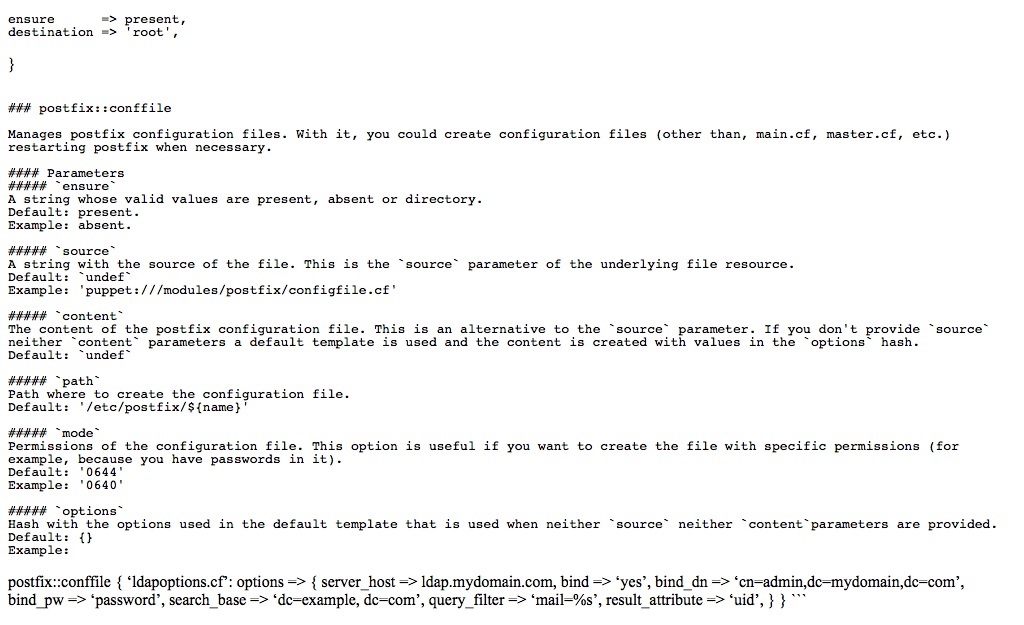 ensure      => present,
destination => 'root',
}
### postfix::conffile
Manages postfix configuration files. With it, you could create configuration files (other than, main.cf, master.cf, etc.)
restarting postfix when necessary.
#### Parameters
##### `ensure`
A string whose valid values are present, absent or directory.
Default: present.
Example: absent.
##### `source`
A string with the source of the file. This is the `source` parameter of the underlying file resource.
Default: `undef`
Example: 'puppet:///modules/postfix/configfile.cf'
##### `content`
The content of the postfix configuration file. This is an alternative to the `source` parameter. If you don't provide `source`
neither `content` parameters a default template is used and the content is created with values in the `options` hash.
Default: `undef`
##### `path`
Path where to create the configuration file.
Default: '/etc/postfix/${name}'
##### `mode`
Permissions of the configuration file. This option is useful if you want to create the file with specific permissions (for
example, because you have passwords in it).
Default: '0644'
Example: '0640'
##### `options`
Hash with the options used in the default template that is used when neither `source` neither `content`parameters are provided.
Default: {}
Example:
postfix::conffile { ‘ldapoptions.cf’: options => { server_host => ldap.mydomain.com, bind => ‘yes’, bind_dn => ‘cn=admin,dc=mydomain,dc=com’,
bind_pw => ‘password’, search_base => ‘dc=example, dc=com’, query_filter => ‘mail=%s’, result_attribute => ‘uid’, } } ```